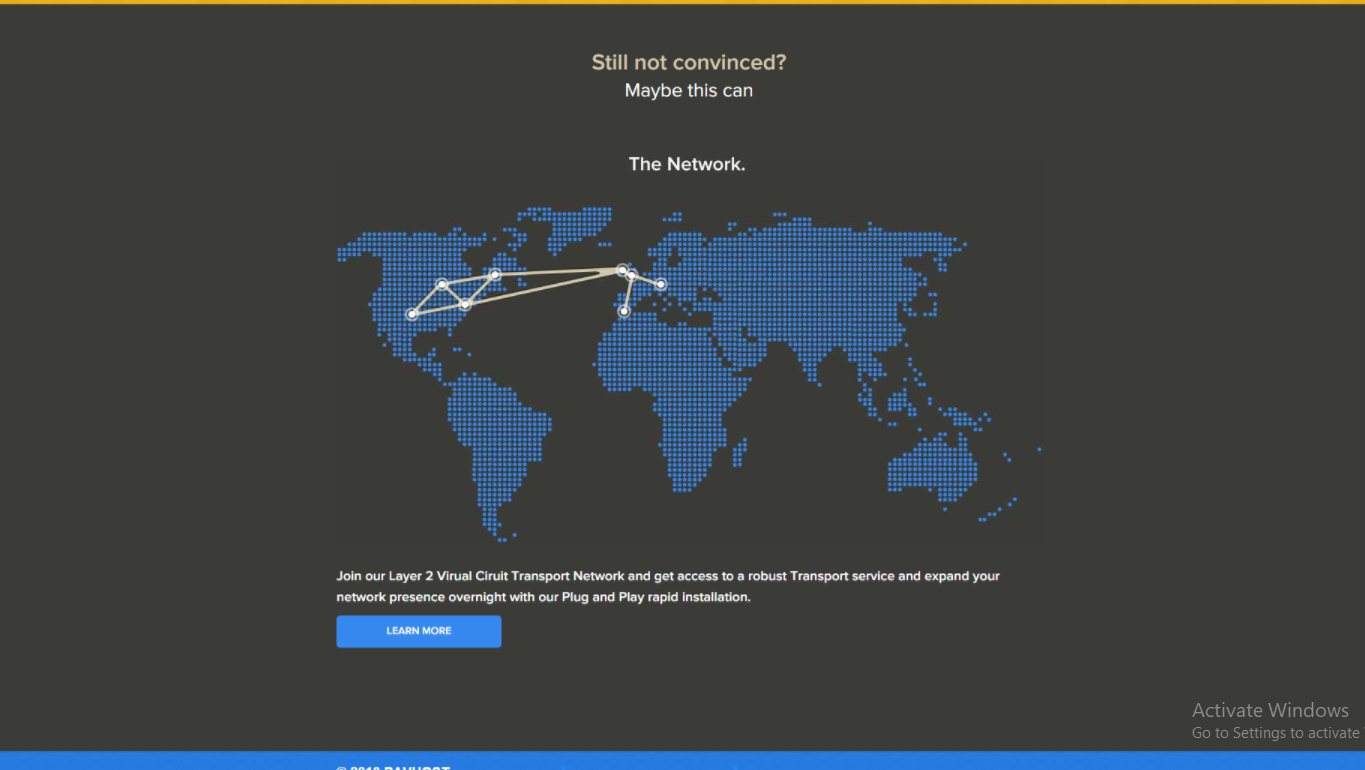 Still not convinced?
Maybe this can
The Network.
Join our Layer 2 Virual Ciruit Transport Network and get access to a robust Transport service and expand your
network presence overnight with our Plug and Play rapid installation.
LEARN MORE
Activate Windows
Go to Settings to activate